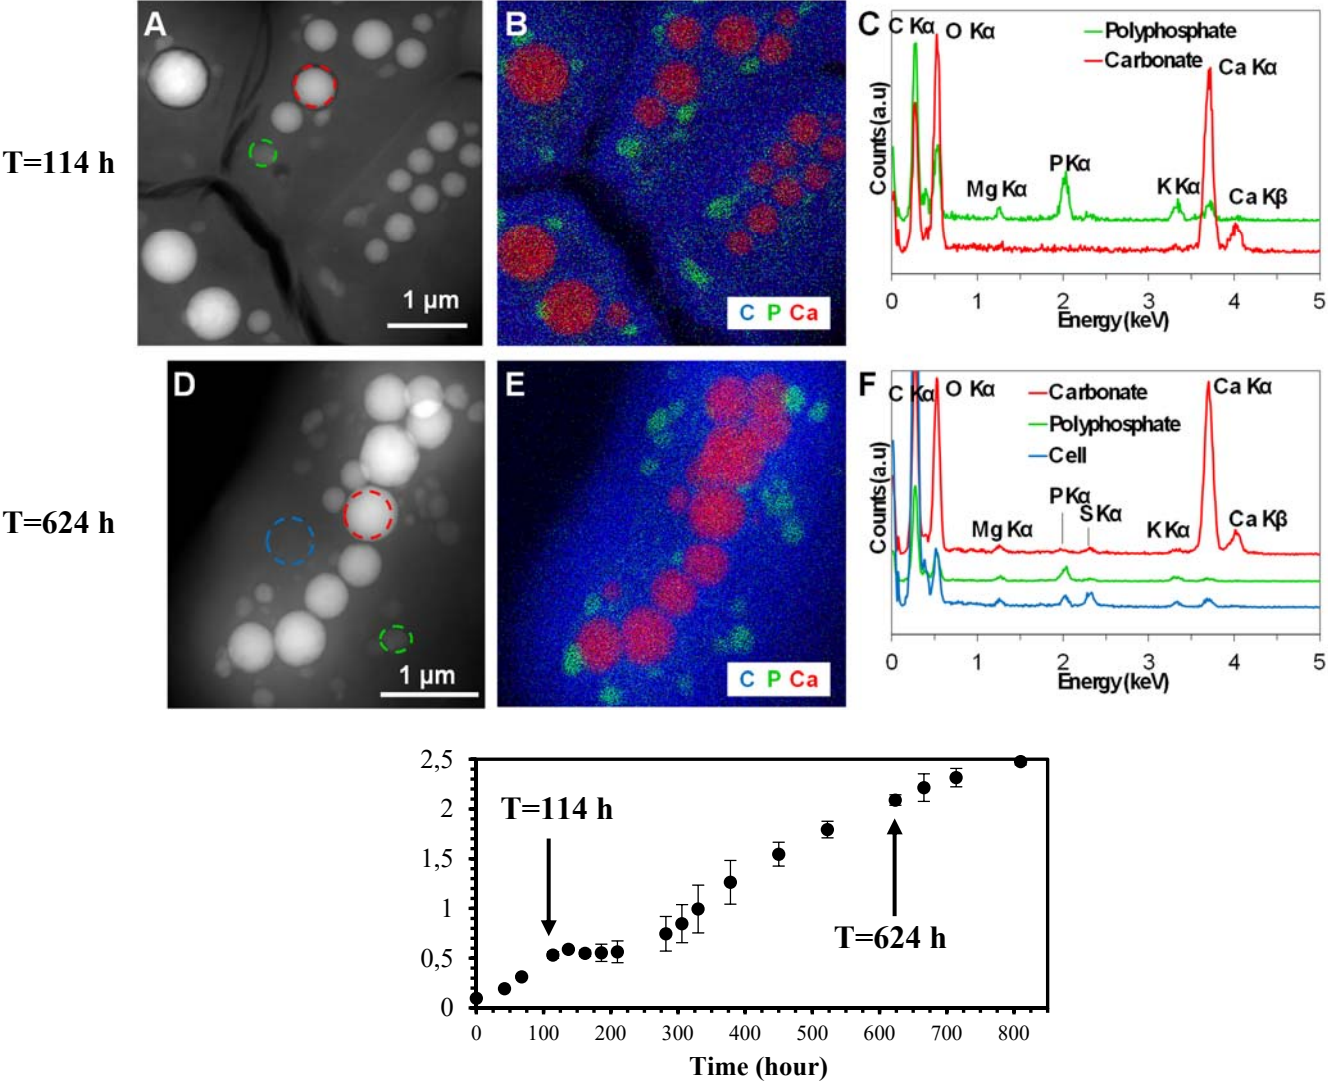 A
B
C
C Kα
O Kα
Polyphosphate
Carbonate
Ca Kα
T=114 h
Counts(a.u)
Mg Kα
P Kα
K Kα
Ca Kβ
1 μm
C P Ca
0 1 2 3 4 5
Energy(keV)
D
E
F
C Kα
O Kα
Carbonate
Polyphosphate
Cell
Ca Kα
T=624 h
Counts(a.u)
Mg Kα
P Kα
S Kα
K Kα
Ca Kβ
1 μm
C P Ca
0 1 2 3 4 5
Energy(keV)
2,5
2
1,5
1
0,5
0
T=114 h
T=624 h
0 100 200 300 400 500 600 700 800
Time (hour)